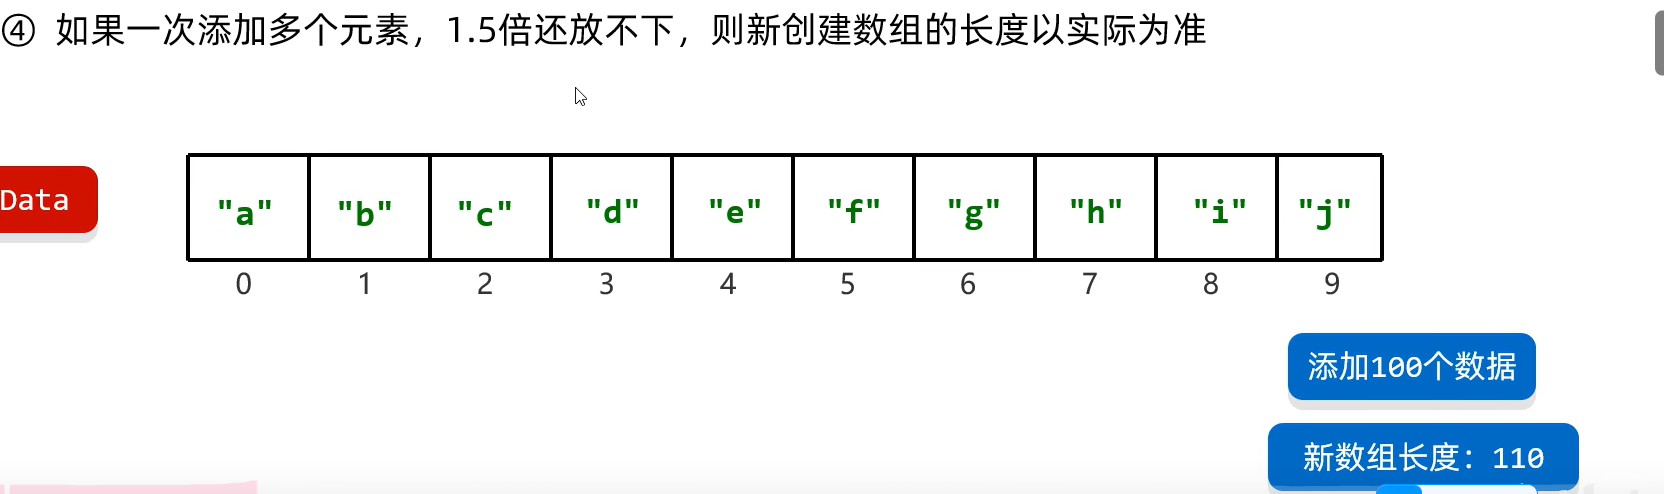 ④ 如果一次添加多个元素，1.5倍还放不下，则新创建数组的长度以实际为准
Data
"a" "b" "c" "d" "e" "f" "g" "h" "i" "j"
0 1 2 3 4 5 6 7 8 9
添加100个数据
新数组长度：110